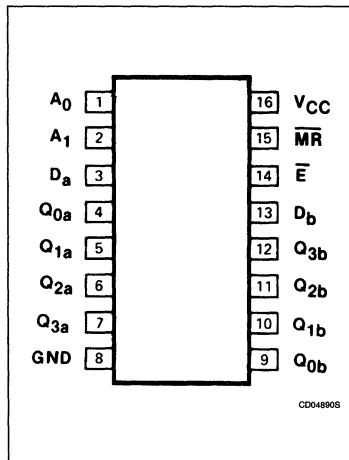 A0 1 16 VCC
A1 2 15 M̅R̅
Da 3 14 E̅
Q0a 4 13 Db
Q1a 5 12 Q3b
Q2a 6 11 Q2b
Q3a 7 10 Q1b
GND 8 9 Q0b
CD04890S